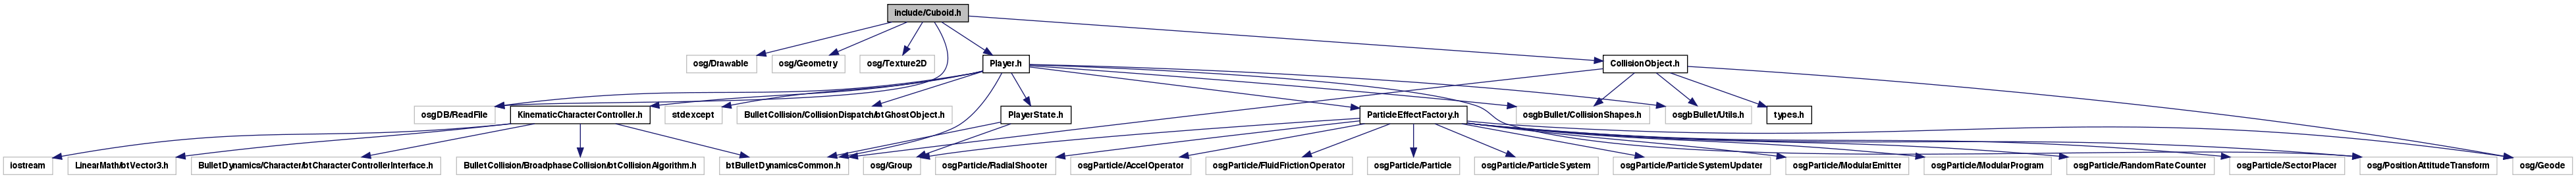 include/Cuboid.h
osg/Drawable
osg/Geometry
osg/Texture2D
Player.h
CollisionObject.h
osgDB/ReadFile
KinematicCharacterController.h
stdexcept
BulletCollision/CollisionDispatch/btGhostObject.h
PlayerState.h
ParticleEffectFactory.h
osgbBullet/CollisionShapes.h
osgbBullet/Utils.h
types.h
iostream
LinearMath/btVector3.h
BulletDynamics/Character/btCharacterControllerInterface.h
BulletCollision/BroadphaseCollision/btCollisionAlgorithm.h
btBulletDynamicsCommon.h
osg/Group
osgParticle/RadialShooter
osgParticle/AccelOperator
osgParticle/FluidFrictionOperator
osgParticle/Particle
osgParticle/ParticleSystem
osgParticle/ParticleSystemUpdater
osgParticle/ModularEmitter
osgParticle/ModularProgram
osgParticle/RandomRateCounter
osgParticle/SectorPlacer
osg/PositionAttitudeTransform
osg/Geode